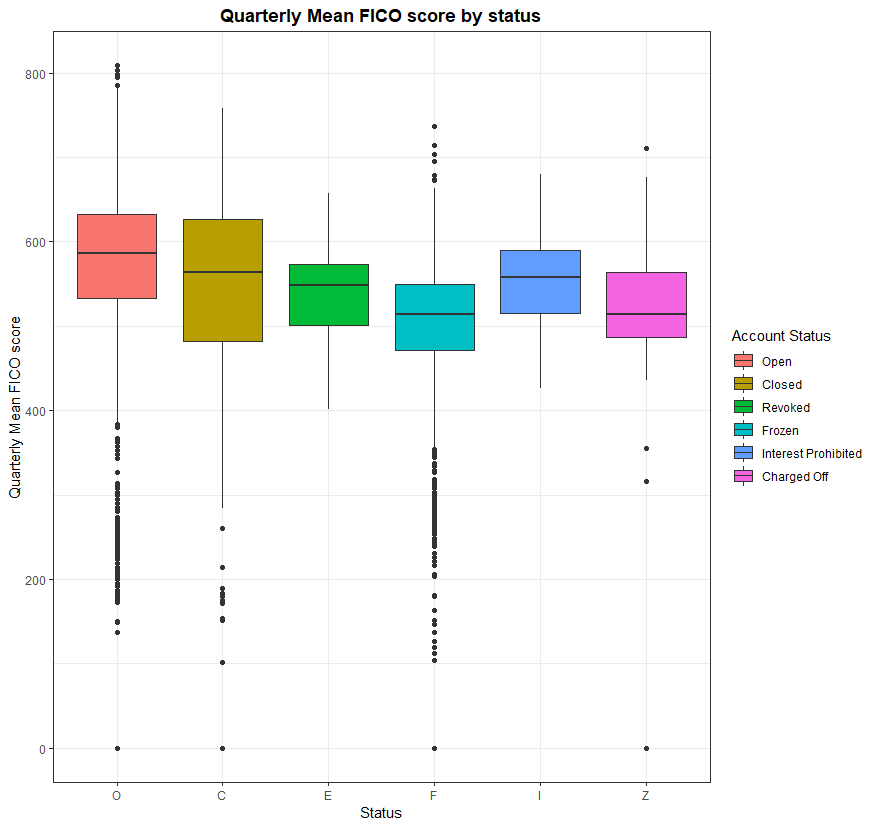 Quarterly Mean FICO score by status
Quarterly Mean FICO score
800
600
400
200
0
O C E F I Z
Status
Account Status
Open
Closed
Revoked
Frozen
Interest Prohibited
Charged Off